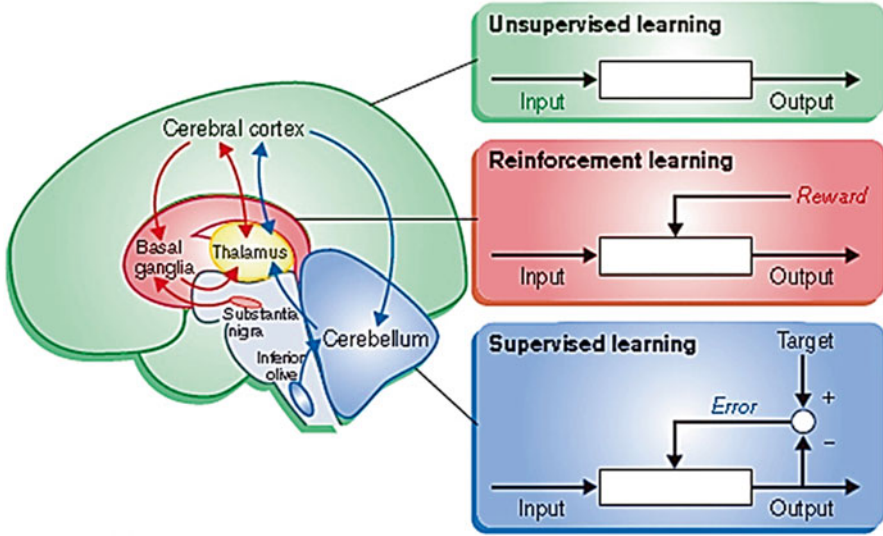 Unsupervised learning
Input
Output
Cerebral cortex
Reinforcement learning
Reward
Input
Output
Basal
ganglia
Thalamus
Substantia
nigra
Inferior
olive
Cerebellum
Supervised learning
Target
Error
+
−
Input
Output